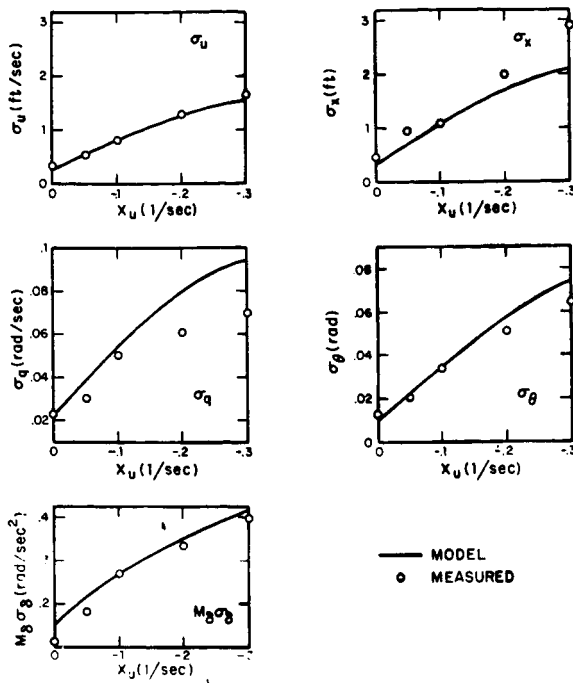 3
2
1
0
σu (ft/sec)
σu
0 -.1 -.2 -.3
Xu (1/sec)
3
2
1
0
σx (ft)
σx
0 -.1 -.2 -.3
Xu (1/sec)
.1
.08
.06
.04
.02
σq (rad/sec)
σq
0 -.1 -.2 -.3
Xu (1/sec)
.08
.06
.04
.02
0
σθ (rad)
σθ
0 -.1 -.2 -.3
Xu (1/sec)
.4
.2
Mδσδ (rad/sec²)
Mδσδ
0 -.1 -.2
Xu (1/sec)
MODEL
MEASURED